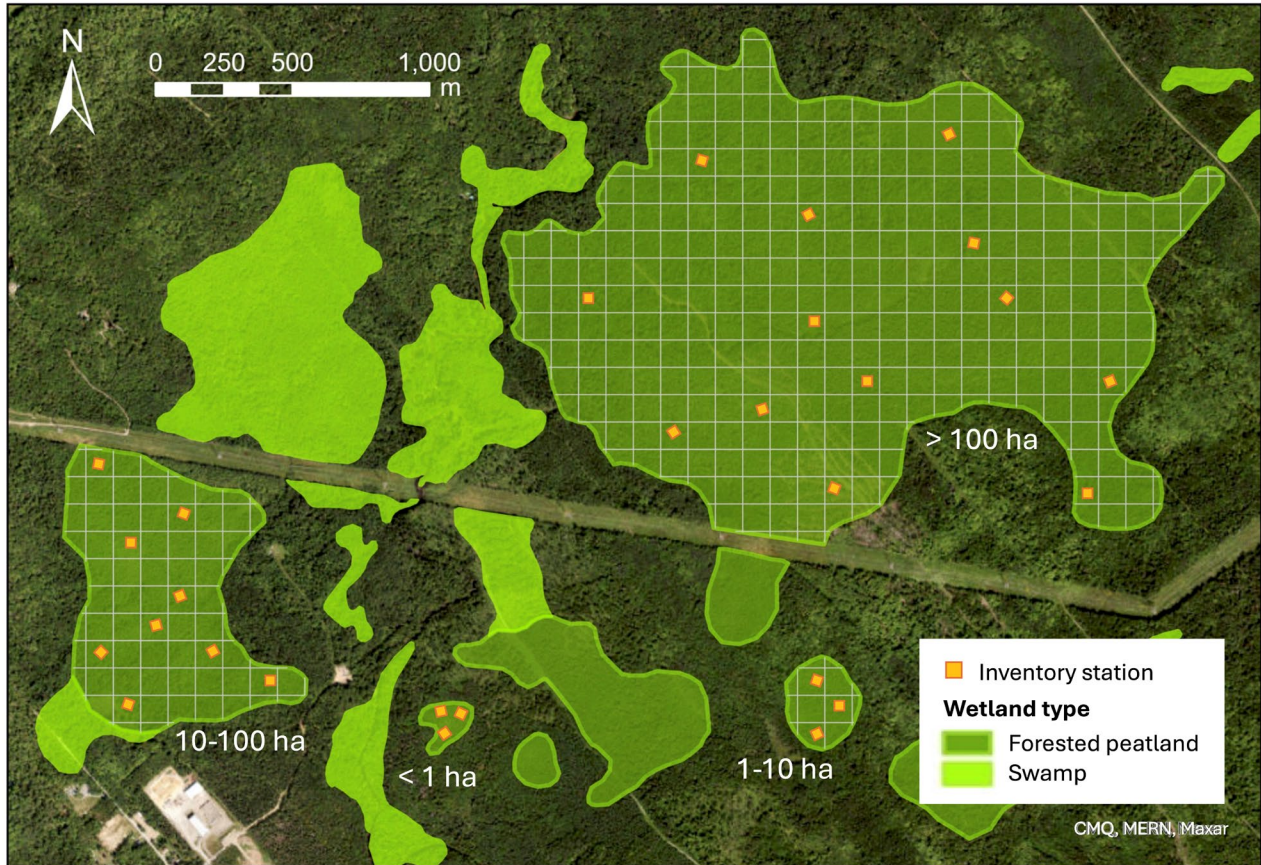 N
0 250 500 1,000
m
> 100 ha
10-100 ha
< 1 ha
1-10 ha
Inventory station
Wetland type
Forested peatland
Swamp
CMQ, MERN, Maxar